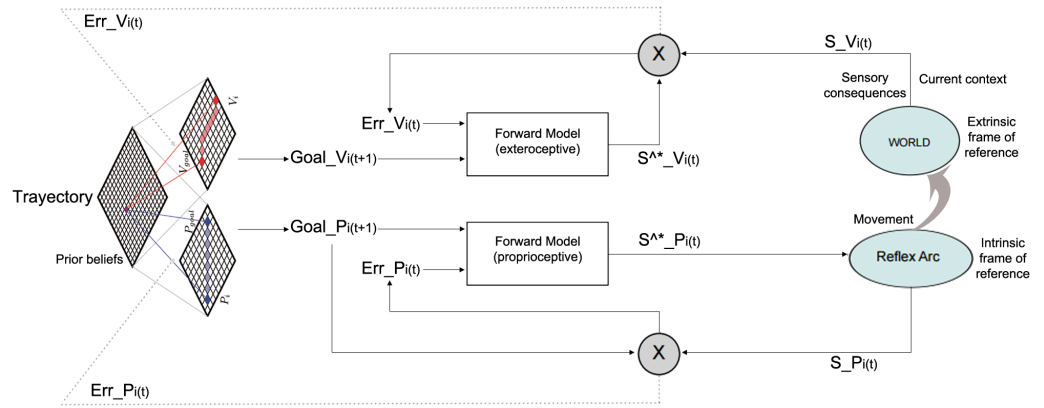 Err_Vi(t)
X
S_Vi(t)
Sensory
consequences
Current context
Vi
Vgoal
Err_Vi(t)
Forward Model
(exteroceptive)
Goal_Vi(t+1)
S^*_Vi(t)
WORLD
Extrinsic
frame of
reference
Trayectory
Prior beliefs
Pgoal
Pi
Goal_Pi(t+1)
Err_Pi(t)
Forward Model
(proprioceptive)
S^*_Pi(t)
Movement
Reflex Arc
Intrinsic
frame of
reference
X
S_Pi(t)
Err_Pi(t)